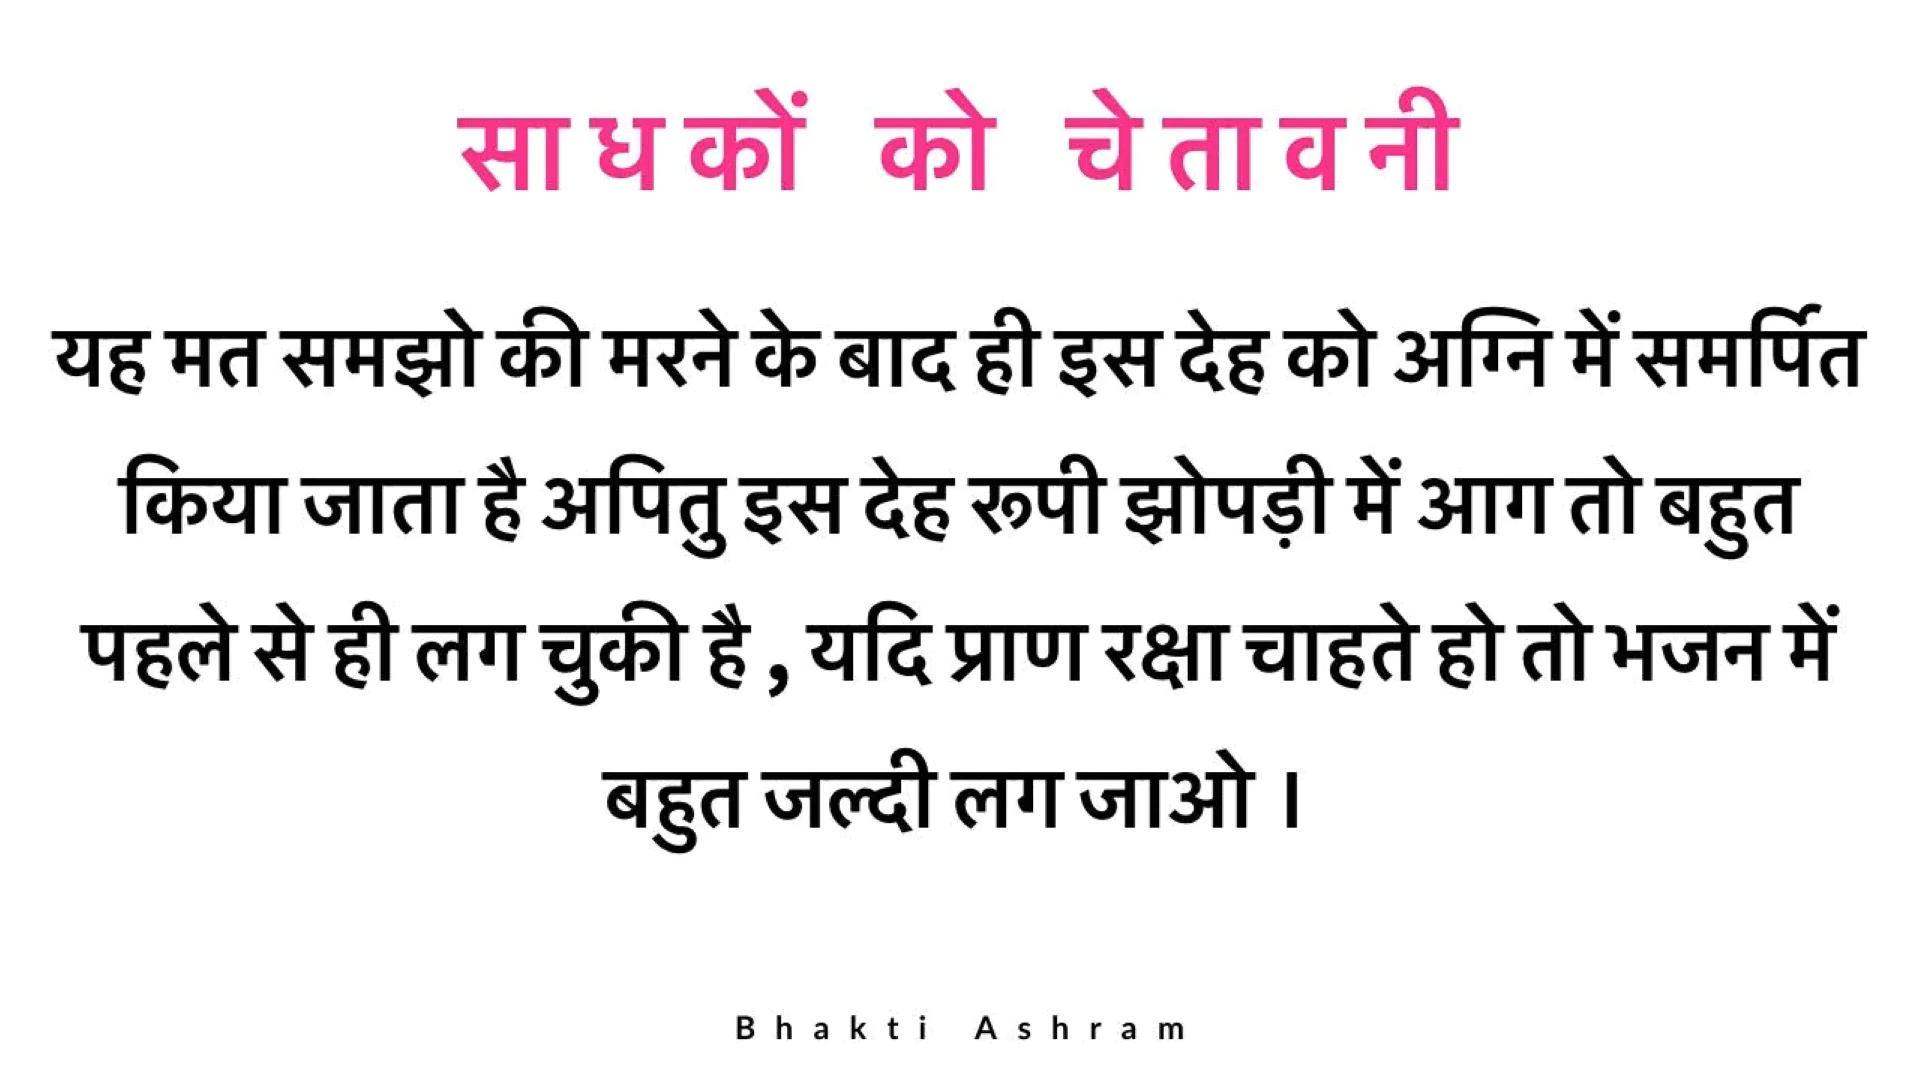 साधकों को चेतावनी
यह मत समझो की मरने के बाद ही इस देह को अग्नि में समर्पित
किया जाता है अपितु इस देह रूपी झोपड़ी में आग तो बहुत
पहले से ही लग चुकी है , यदि प्राण रक्षा चाहते हो तो भजन में
बहुत जल्दी लग जाओ ।
Bhakti Ashram